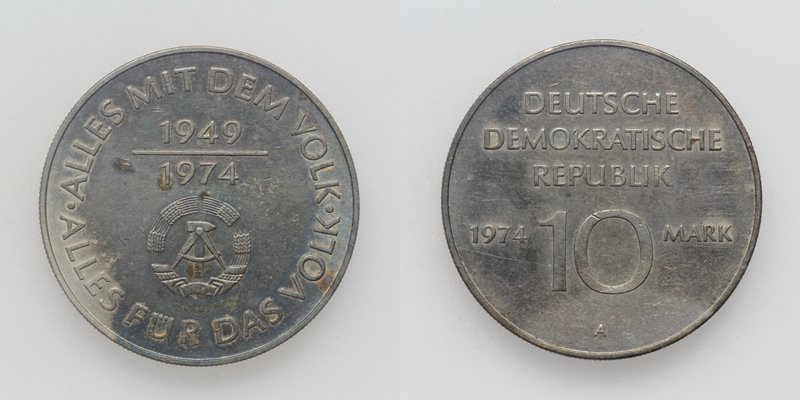 ·ALLES MIT DEM VOLK·
ALLES FÜR DAS VOLK
1949
1974
DEUTSCHE
DEMOKRATISCHE
REPUBLIK
1974 10 MARK
A